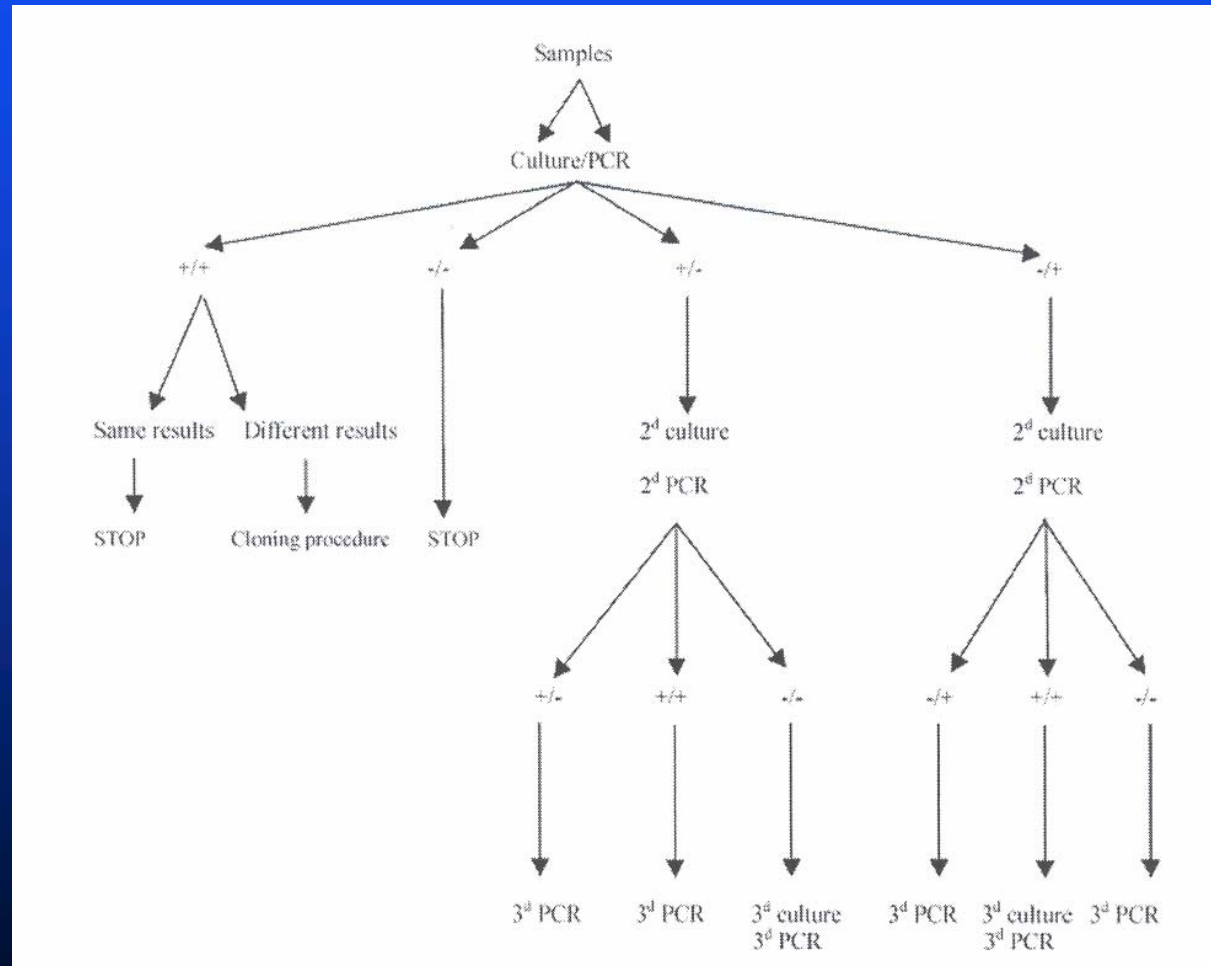 Samples
Culture/PCR
+/+ -/- +/- -/+
Same results Different results 2d culture 2d culture
2d PCR 2d PCR
STOP Cloning procedure STOP
+/- +/+ -/- -/+ +/+ -/-
3d PCR 3d PCR 3d culture 3d PCR 3d culture 3d PCR
3d PCR 3d PCR